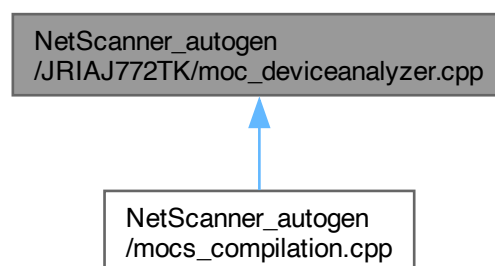 NetScanner_autogen
/JRIAJ772TK/moc_deviceanalyzer.cpp
NetScanner_autogen
/mocs_compilation.cpp